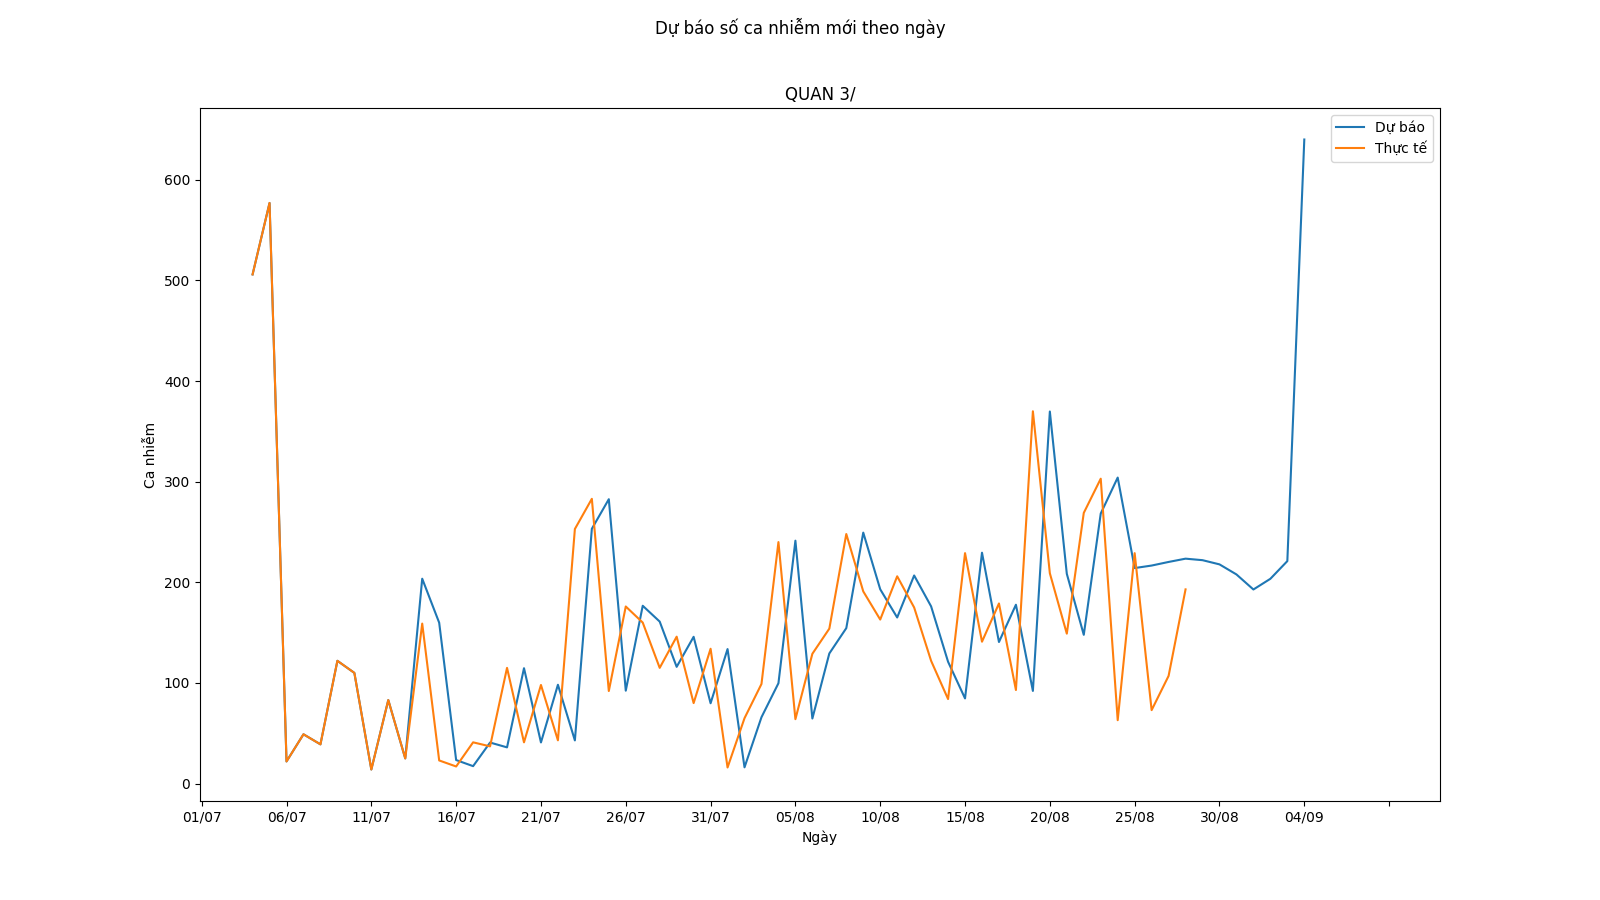 Dự báo số ca nhiễm mới theo ngày
QUAN 3/
Dự báo
Thực tế
600
500
400
300
200
100
0
Ca nhiễm
01/07 06/07 11/07 16/07 21/07 26/07 31/07 05/08 10/08 15/08 20/08 25/08 30/08 04/09
Ngày